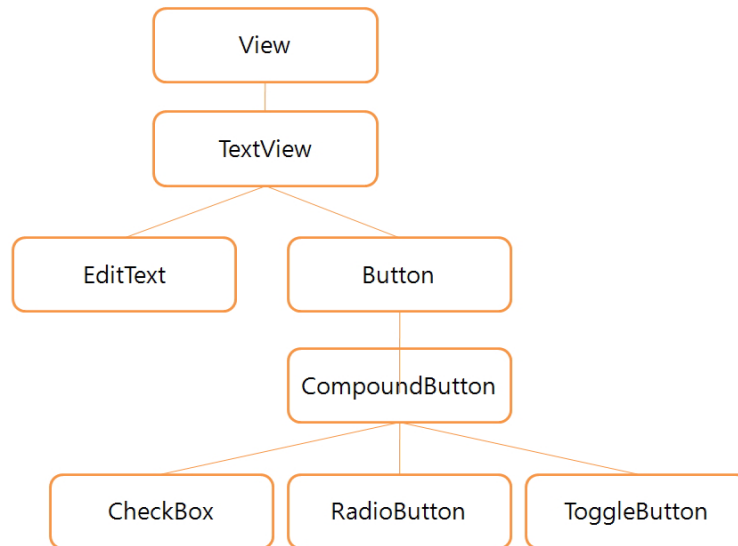 View
TextView
EditText
Button
CompoundButton
CheckBox
RadioButton
ToggleButton